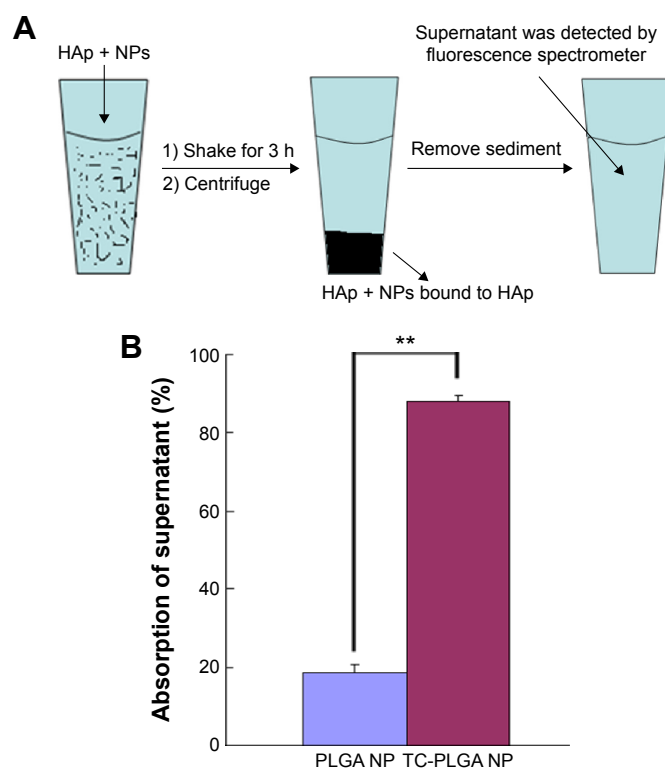 A
HAp + NPs
1) Shake for 3 h
2) Centrifuge
Remove sediment
Supernatant was detected by
fluorescence spectrometer
HAp + NPs bound to HAp
B
**
Absorption of supernatant (%)
100
80
60
40
20
0
PLGA NP
TC-PLGA NP